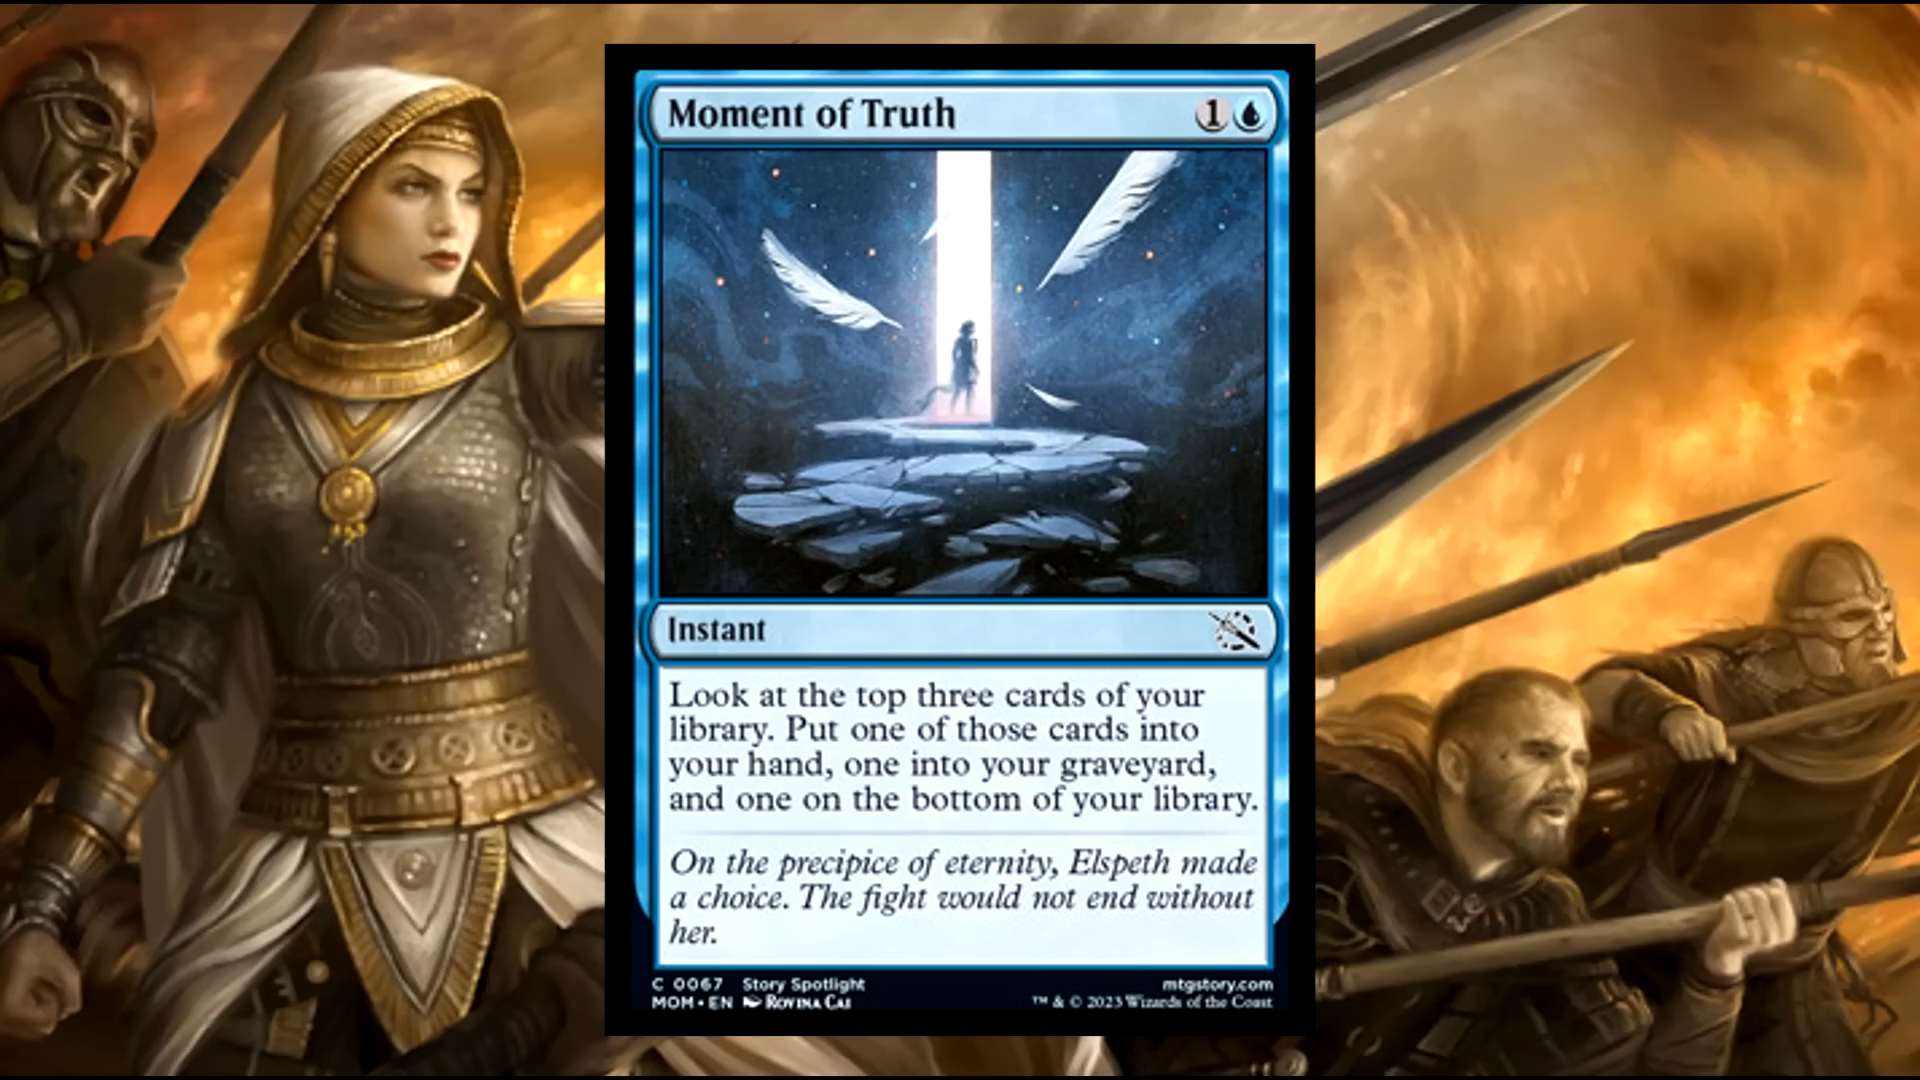 Moment of Truth 1
Instant
Look at the top three cards of your
library. Put one of those cards into
your hand, one into your graveyard,
and one on the bottom of your library.
On the precipice of eternity, Elspeth made
a choice. The fight would not end without
her.
C 0067 Story Spotlight mtgstory.com
MOM • EN Rovina Cai ™ & © 2023 Wizards of the Coast